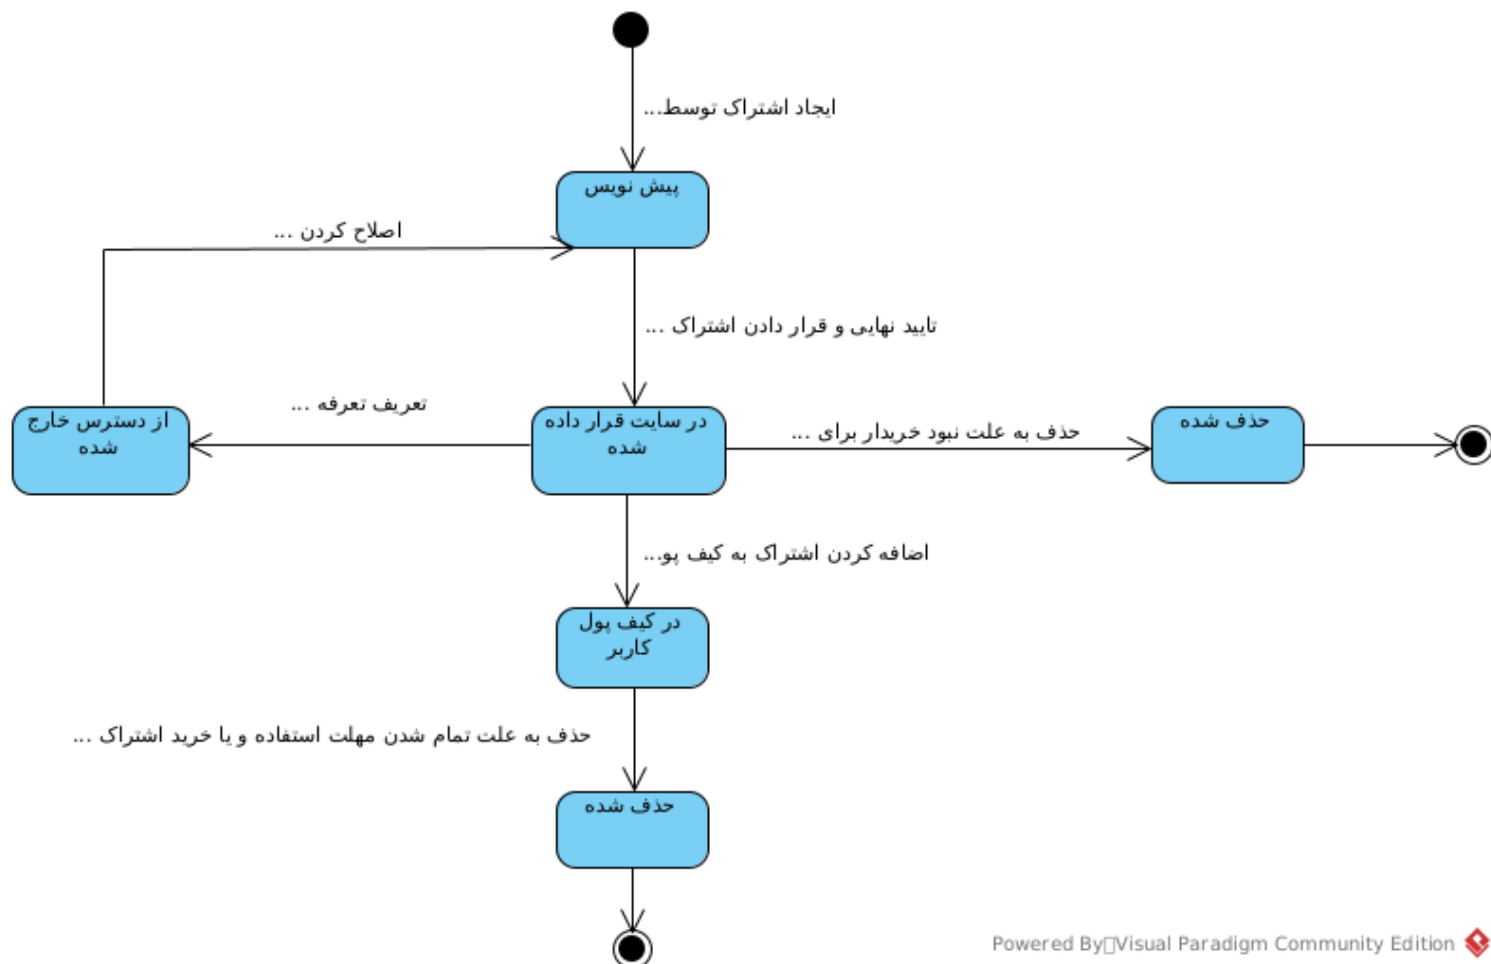 ایجاد اشتراک توسط...
پیش نویس
اصلاح کردن ...
تایید نهایی و قرار دادن اشتراک ...
از دسترس خارج
شده
تعریف تعرفه ...
در سایت قرار داده
شده
حذف به علت نبود خریدار برای ...
حذف شده
اضافه کردن اشتراک به کیف پو...
در کیف پول
کاربر
حذف به علت تمام شدن مهلت استفاده و یا خرید اشتراک ...
حذف شده
Powered By Visual Paradigm Community Edition